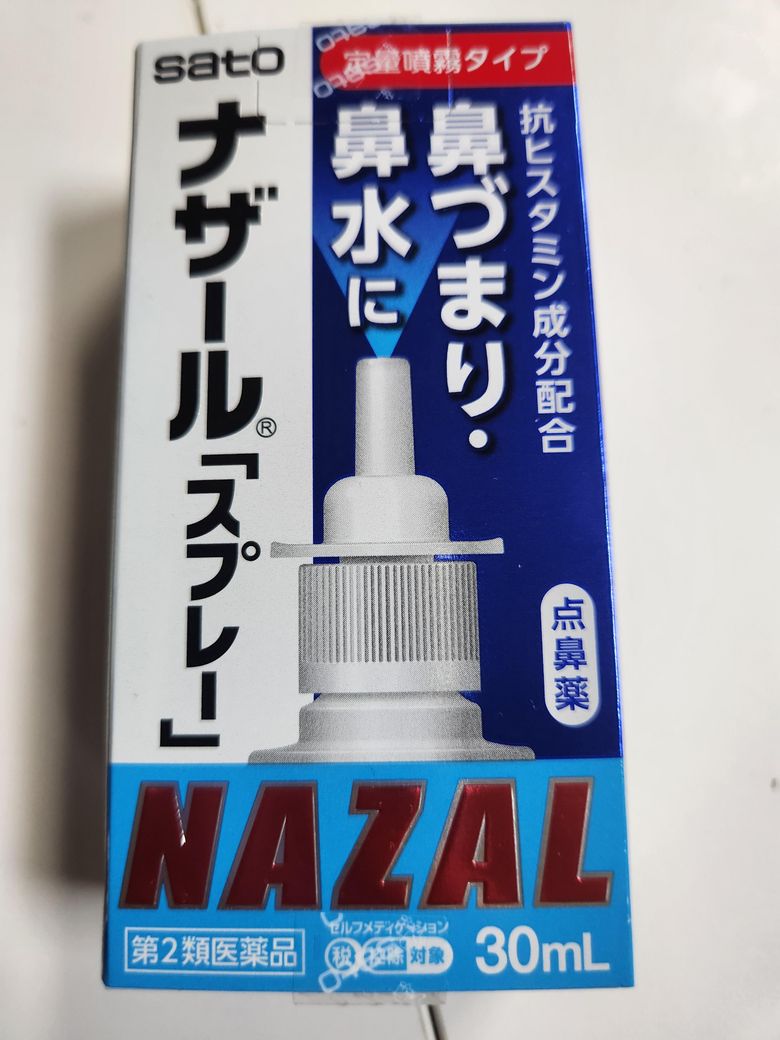 sato
定量噴霧タイプ
抗ヒスタミン成分配合
鼻づまり・
鼻水に
ナザール®「スプレー」
点鼻薬
NAZAL
第2類医薬品
セルフメディケーション
税 控除 対象
30mL